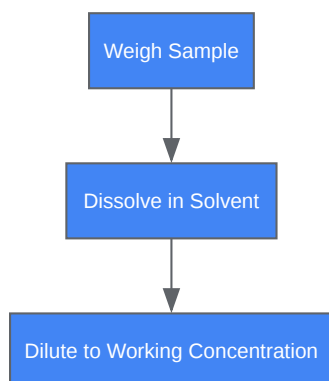 Weigh Sample
Dissolve in Solvent
Dilute to Working Concentration